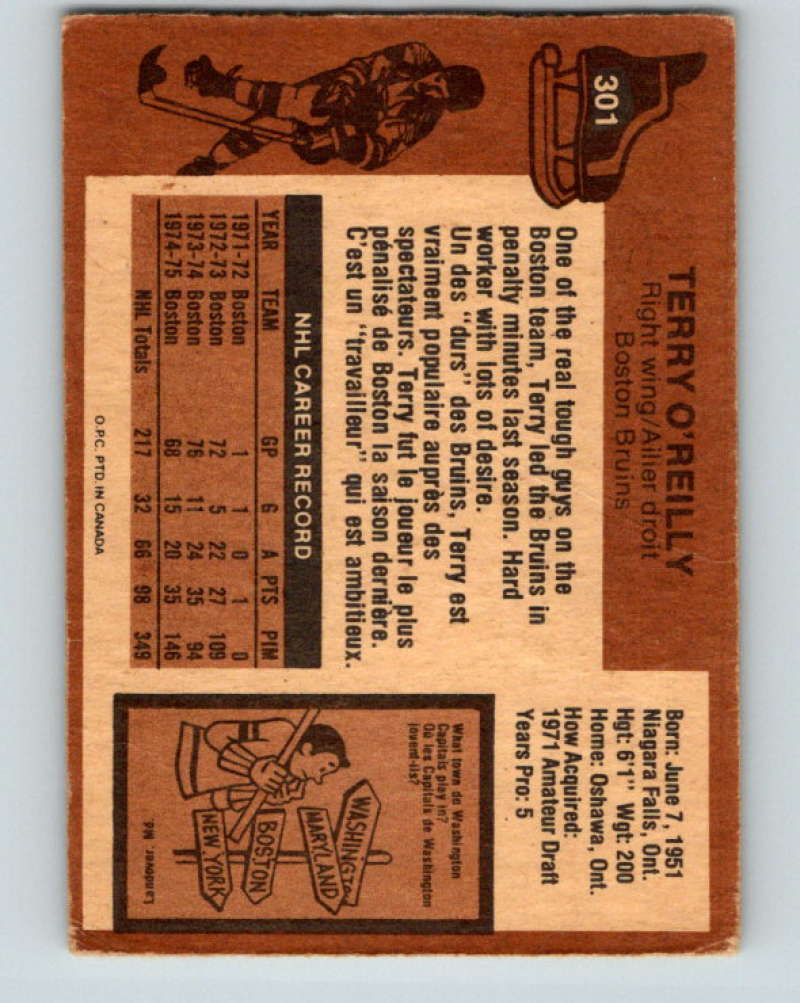 301
TERRY O'REILLY
Right wing/Ailier droit
Boston Bruins
One of the real tough guys on the
Boston team, Terry led the Bruins in
penalty minutes last season. Hard
worker with lots of desire.
Un des "durs" des Bruins, Terry est
vraiment populaire auprès des
spectateurs. Terry fut le joueur le plus
pénalisé de Boston la saison dernière.
C'est un "travailleur" qui est ambitieux.
NHL CAREER RECORD
YEAR TEAM GP G A PTS PIM
1971-72 Boston 1 1 0 1 0
1972-73 Boston 72 5 22 27 109
1973-74 Boston 76 11 24 35 94
1974-75 Boston 68 15 20 35 146
NHL Totals 217 32 66 98 349
O.P.C. PTD. IN CANADA
Born: June 7, 1951
Niagara Falls, Ont.
Hgt: 6'1" Wgt: 200
Home: Oshawa, Ont.
How Acquired:
1971 Amateur Draft
Years Pro: 5
What town do Washington
Capitals play in?
Où les Capitals de Washington
jouent-ils?
WASHINGTO
MARYLAND
BOSTON
NEW YORK
Landover, Md.